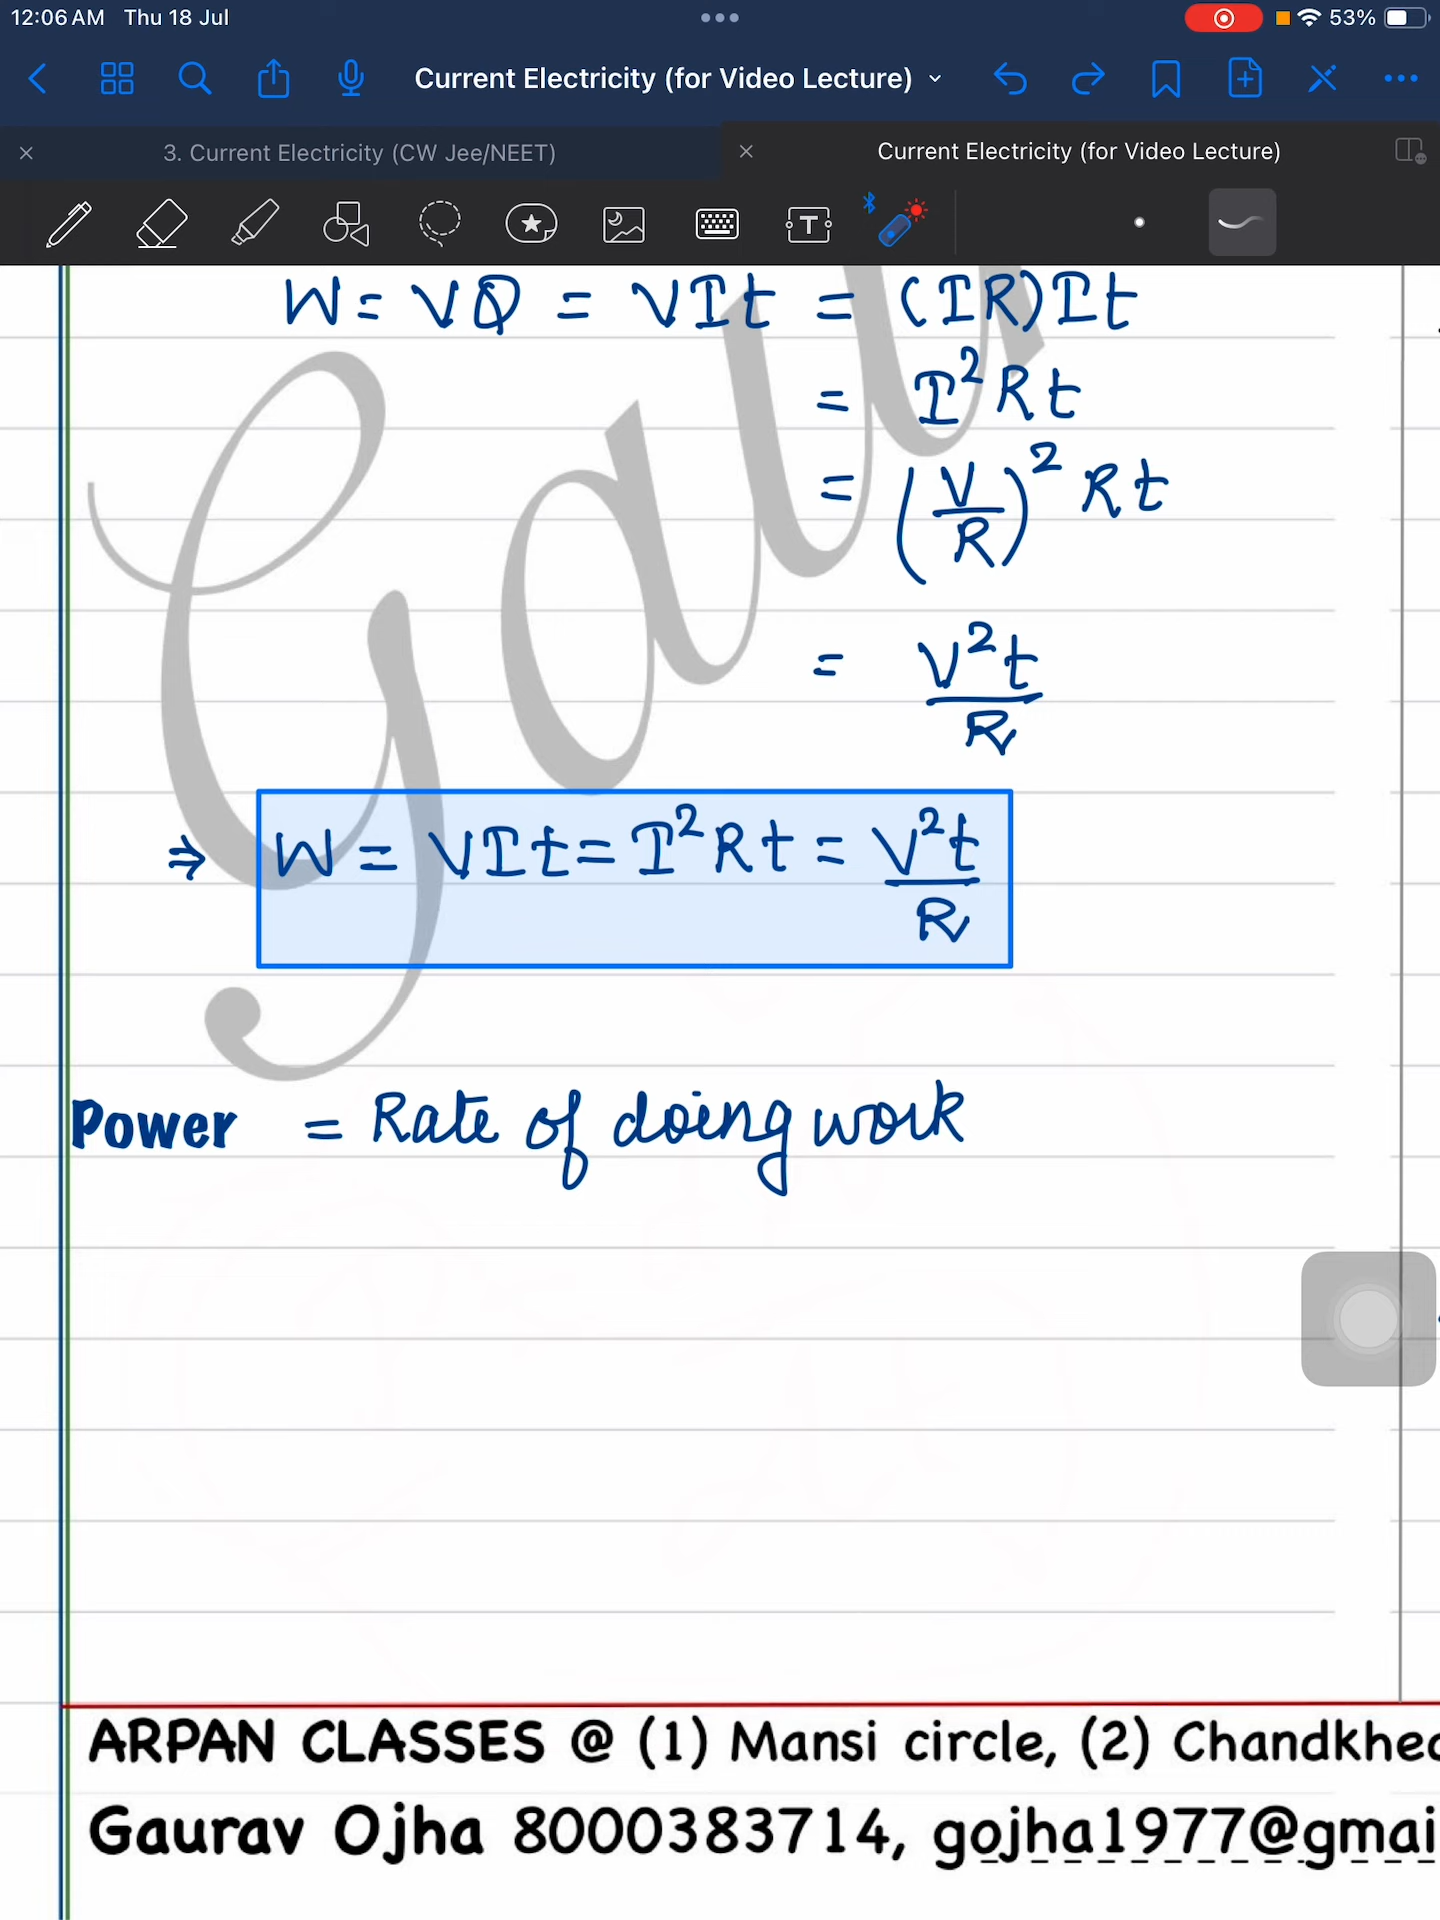 12:06 AM Thu 18 Jul 53%
Current Electricity (for Video Lecture)
3. Current Electricity (CW Jee/NEET) Current Electricity (for Video Lecture)
T
W = VQ = VIt = (IR)It
= I²Rt
= (V/R)² Rt
= V²t/R
⇒ W = VIt = I²Rt = V²t/R
Power = Rate of doing work
ARPAN CLASSES @ (1) Mansi circle, (2) Chandkhed
Gaurav Ojha 8000383714, gojha1977@gmai